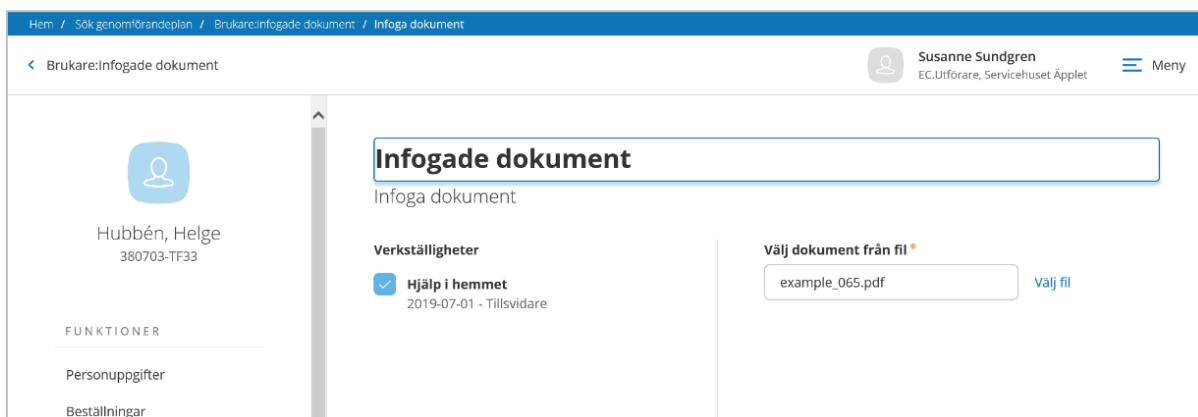 Hem / Sök genomförandeplan / Brukare:Infogade dokument / Infoga dokument
Brukare:Infogade dokument
Susanne Sundgren
EC.Utförare, Servicehuset Äpplet
Meny
Hubbén, Helge
380703-TF33
FUNKTIONER
Personuppgifter
Beställningar
Infogade dokument
Infoga dokument
Verkställigheter
Hjälp i hemmet
2019-07-01 - Tillsvidare
Välj dokument från fil *
example_065.pdf
Välj fil